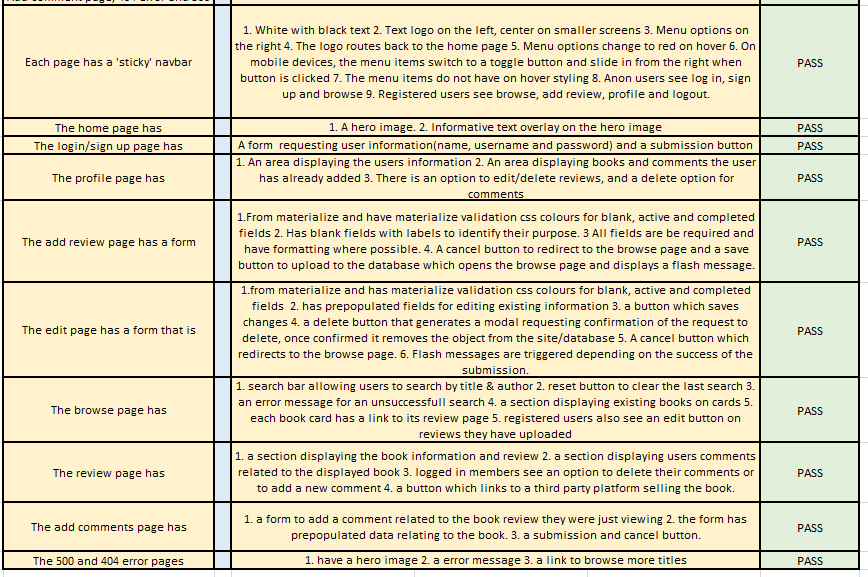 Each page has a 'sticky' navbar
1. White with black text 2. Text logo on the left, center on smaller screens 3. Menu options on
the right 4. The logo routes back to the home page 5. Menu options change to red on hover 6. On
mobile devices, the menu items switch to a toggle button and slide in from the right when
button is clicked 7. The menu items do not have on hover styling 8. Anon users see log in, sign
up and browse 9. Registered users see browse, add review, profile and logout.
PASS
The home page has
1. A hero image. 2. Informative text overlay on the hero image
PASS
The login/sign up page has
A form  requesting user information(name, username and password) and a submission button
PASS
The profile page has
1. An area displaying the users information 2. An area displaying books and comments the user
has already added 3. There is an option to edit/delete reviews, and a delete option for
comments
PASS
The add review page has a form
1.From materialize and have materialize validation css colours for blank, active and completed
fields 2. Has blank fields with labels to identify their purpose. 3 All fields are be required and
have formatting where possible. 4. A cancel button to redirect to the browse page and a save
button to upload to the database which opens the browse page and displays a flash message.
PASS
The edit page has a form that is
1.from materialize and has materialize validation css colours for blank, active and completed
fields  2. has prepopulated fields for editing existing information 3. a button which saves
changes 4. a delete button that generates a modal requesting confirmation of the request to
delete, once confirmed it removes the object from the site/database 5. A cancel button which
redirects to the browse page. 6. Flash messages are triggered depending on the success of the
submission.
PASS
The browse page has
1. search bar allowing users to search by title & author 2. reset button to clear the last search 3.
an error message for an unsuccessfull search 4. a section displaying existing books on cards 5.
each book card has a link to its review page 5. registered users also see an edit button on
reviews they have uploaded
PASS
The review page has
1. a section displaying the book information and review 2. a section displaying users comments
related to the displayed book 3. logged in members see an option to delete their comments or
to add a new comment 4. a button which links to a third party platform selling the book.
PASS
The add comments page has
1. a form to add a comment related to the book review they were just viewing 2. the form has
prepopulated data relating to the book. 3. a submission and cancel button.
PASS
The 500 and 404 error pages
1. have a hero image 2. a error message 3. a link to browse more titles
PASS